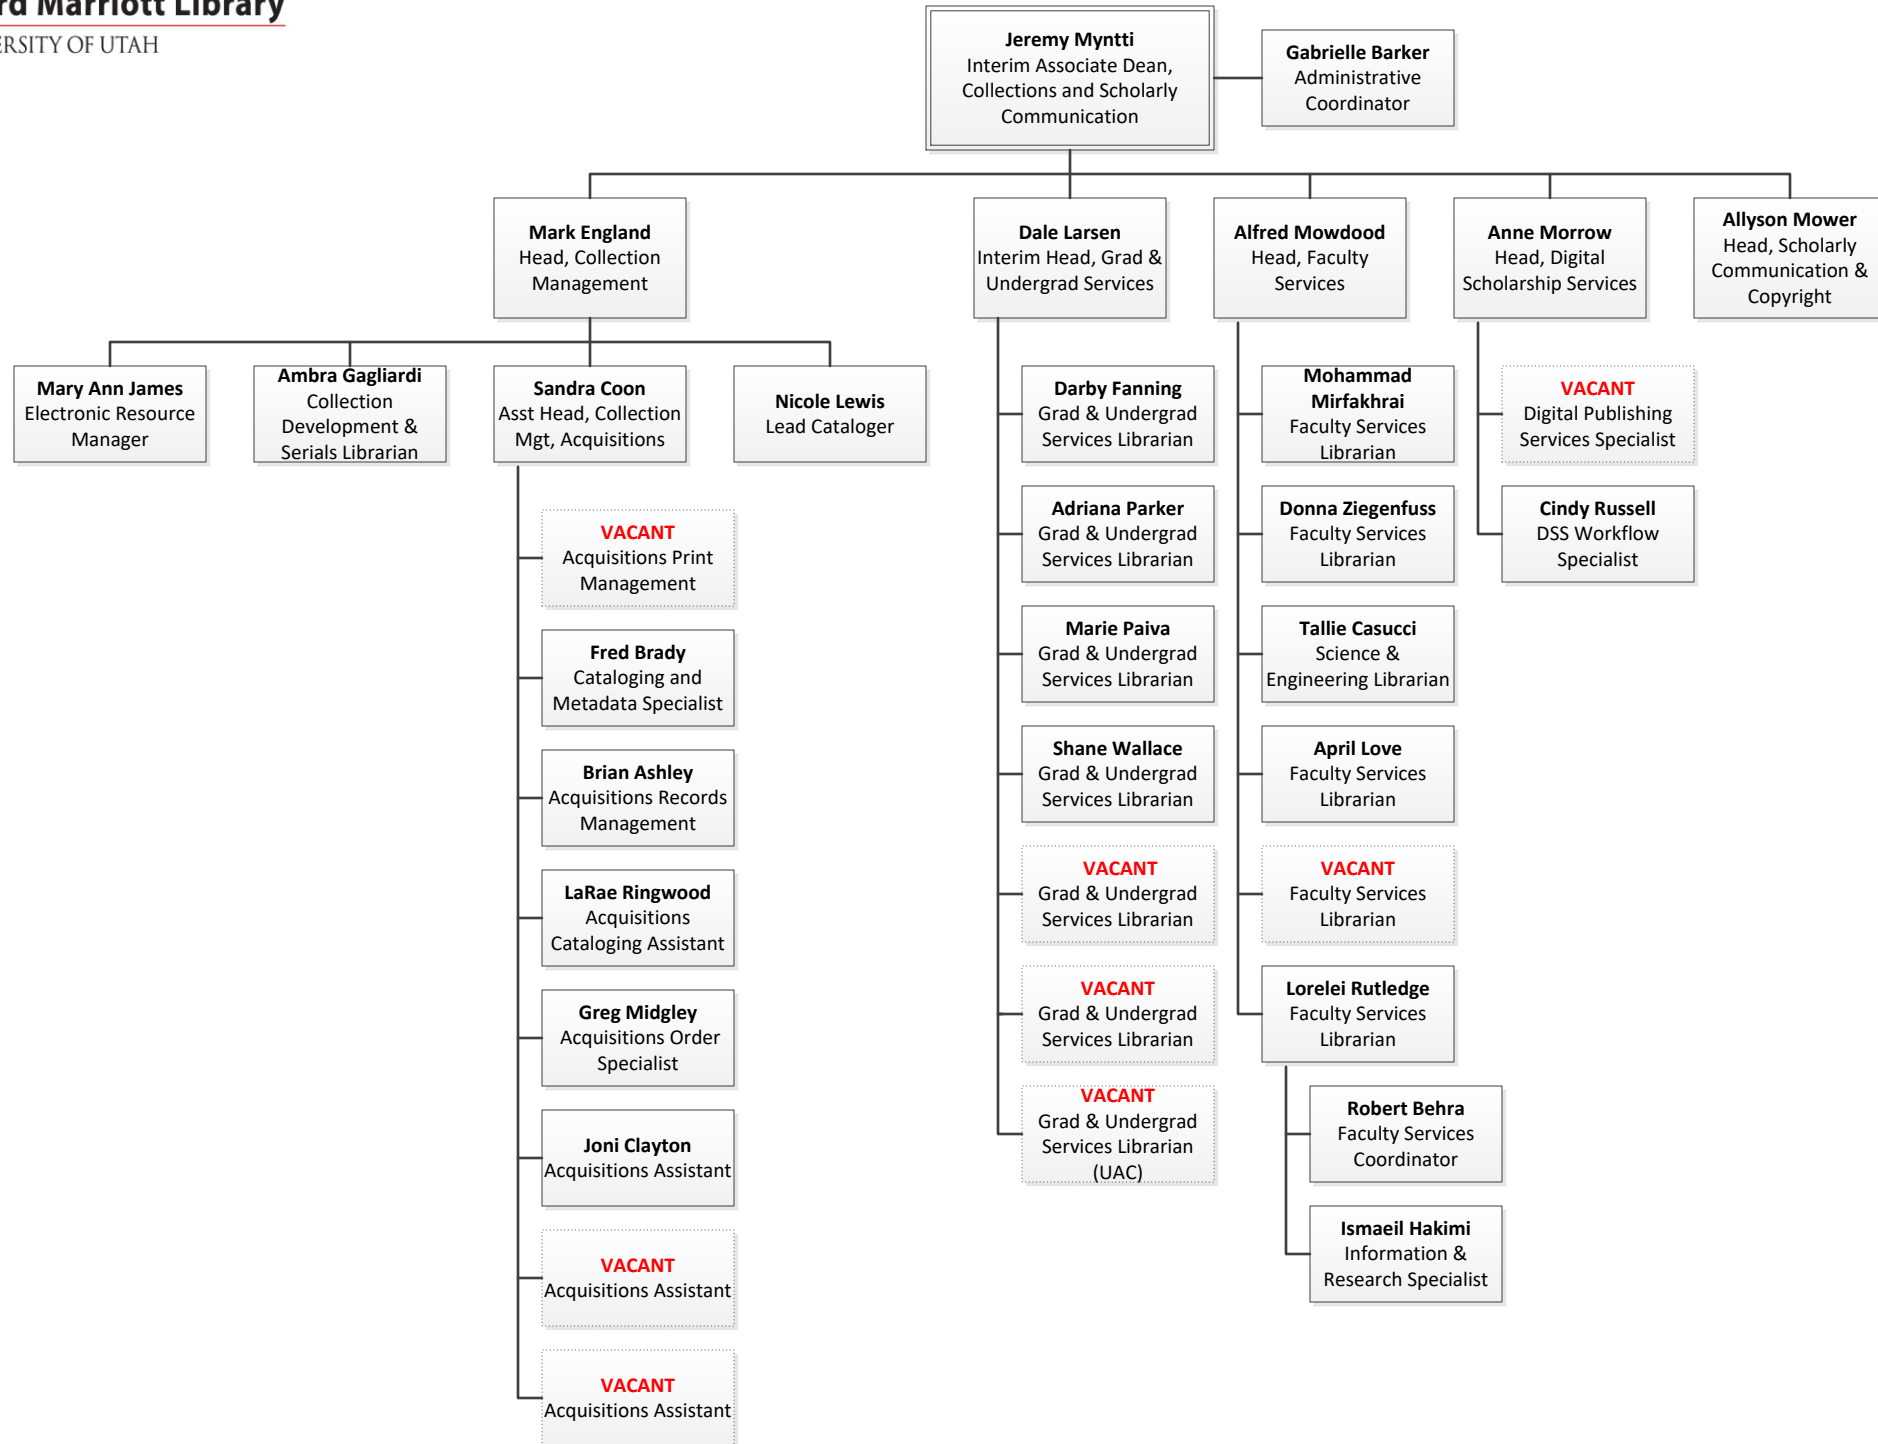 Marriott Library
UNIVERSITY OF UTAH
Jeremy Myntti
Interim Associate Dean,
Collections and Scholarly
Communication
Gabrielle Barker
Administrative
Coordinator
Mark England
Head, Collection
Management
Dale Larsen
Interim Head, Grad &
Undergrad Services
Alfred Mowdood
Head, Faculty
Services
Anne Morrow
Head, Digital
Scholarship Services
Allyson Mower
Head, Scholarly
Communication &
Copyright
Mary Ann James
Electronic Resource
Manager
Ambra Gagliardi
Collection
Development &
Serials Librarian
Sandra Coon
Asst Head, Collection
Mgt, Acquisitions
Nicole Lewis
Lead Cataloger
VACANT
Acquisitions Print
Management
Fred Brady
Cataloging and
Metadata Specialist
Brian Ashley
Acquisitions Records
Management
LaRae Ringwood
Acquisitions
Cataloging Assistant
Greg Midgley
Acquisitions Order
Specialist
Joni Clayton
Acquisitions Assistant
VACANT
Acquisitions Assistant
VACANT
Acquisitions Assistant
Darby Fanning
Grad & Undergrad
Services Librarian
Adriana Parker
Grad & Undergrad
Services Librarian
Marie Paiva
Grad & Undergrad
Services Librarian
Shane Wallace
Grad & Undergrad
Services Librarian
VACANT
Grad & Undergrad
Services Librarian
VACANT
Grad & Undergrad
Services Librarian
VACANT
Grad & Undergrad
Services Librarian
(UAC)
Mohammad
Mirfakhrai
Faculty Services
Librarian
Donna Ziegenfuss
Faculty Services
Librarian
Tallie Casucci
Science &
Engineering Librarian
April Love
Faculty Services
Librarian
VACANT
Faculty Services
Librarian
Lorelei Rutledge
Faculty Services
Librarian
Robert Behra
Faculty Services
Coordinator
Ismaeil Hakimi
Information &
Research Specialist
VACANT
Digital Publishing
Services Specialist
Cindy Russell
DSS Workflow
Specialist